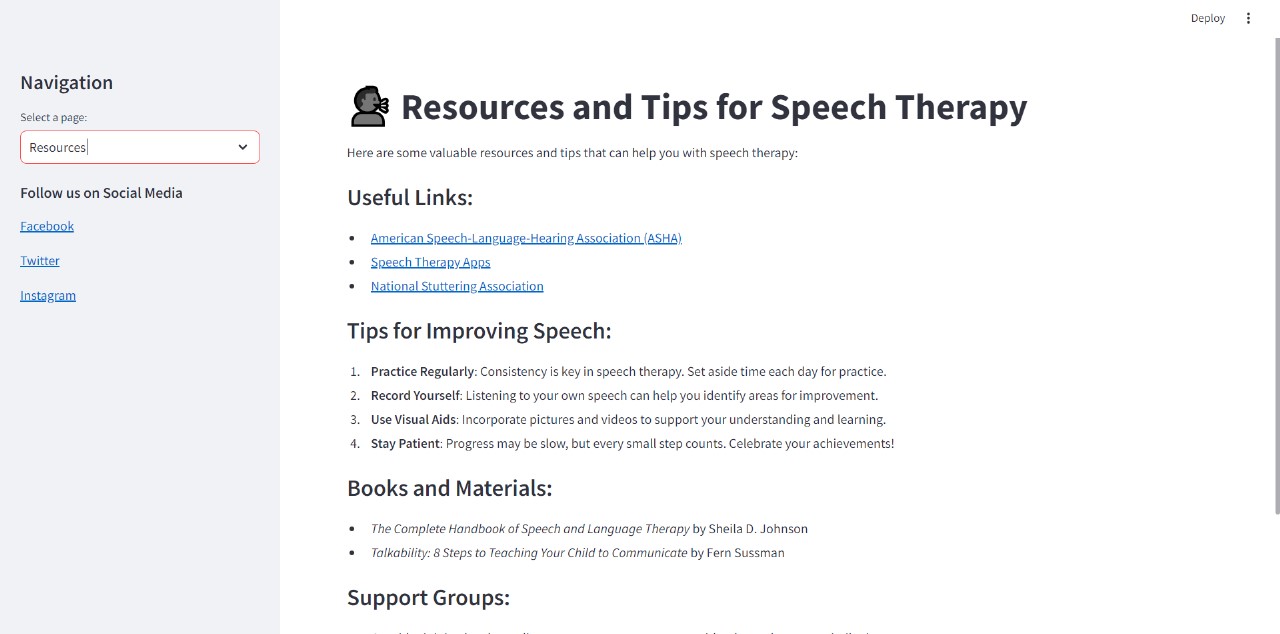 Deploy
Navigation
Select a page:
Resources
Follow us on Social Media
Facebook
Twitter
Instagram
Resources and Tips for Speech Therapy
Here are some valuable resources and tips that can help you with speech therapy:
Useful Links:
• American Speech-Language-Hearing Association (ASHA)
• Speech Therapy Apps
• National Stuttering Association
Tips for Improving Speech:
1. Practice Regularly: Consistency is key in speech therapy. Set aside time each day for practice.
2. Record Yourself: Listening to your own speech can help you identify areas for improvement.
3. Use Visual Aids: Incorporate pictures and videos to support your understanding and learning.
4. Stay Patient: Progress may be slow, but every small step counts. Celebrate your achievements!
Books and Materials:
• The Complete Handbook of Speech and Language Therapy by Sheila D. Johnson
• Talkability: 8 Steps to Teaching Your Child to Communicate by Fern Sussman
Support Groups: